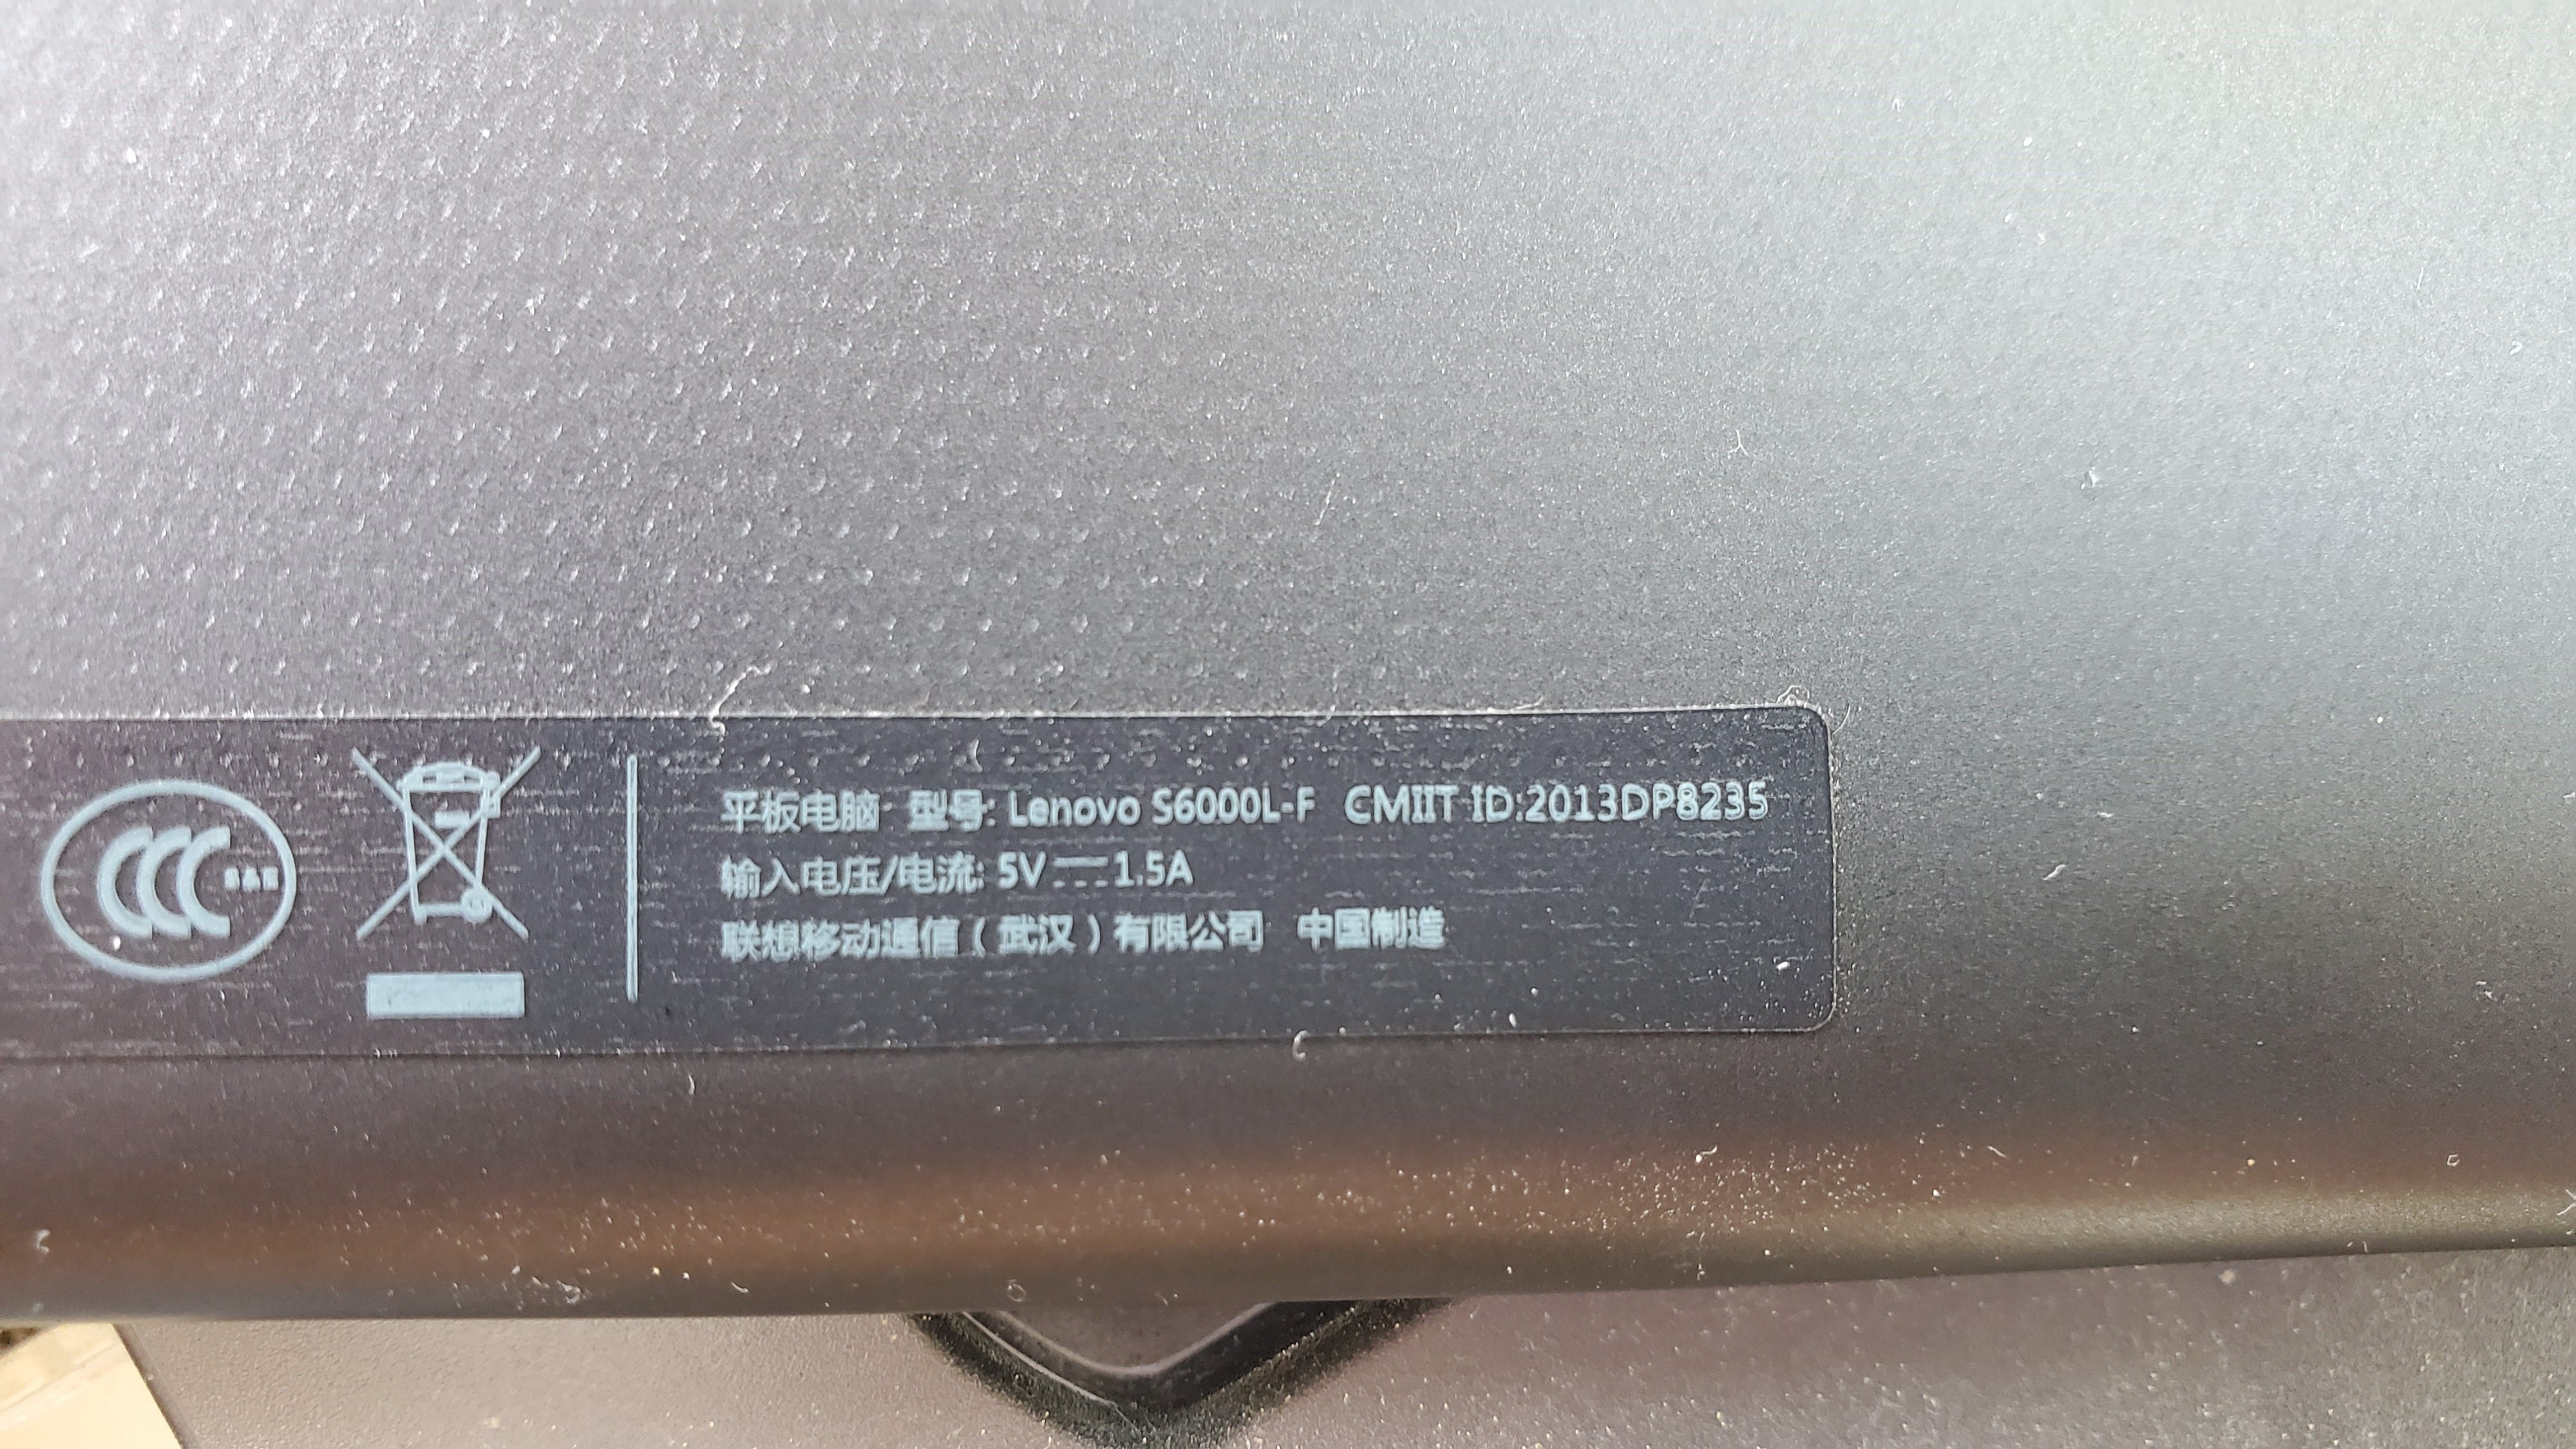 CCC S&E
平板电脑 型号: Lenovo S6000L-F CMIIT ID:2013DP8235
输入电压/电流: 5V⎓1.5A
联想移动通信（武汉）有限公司 中国制造